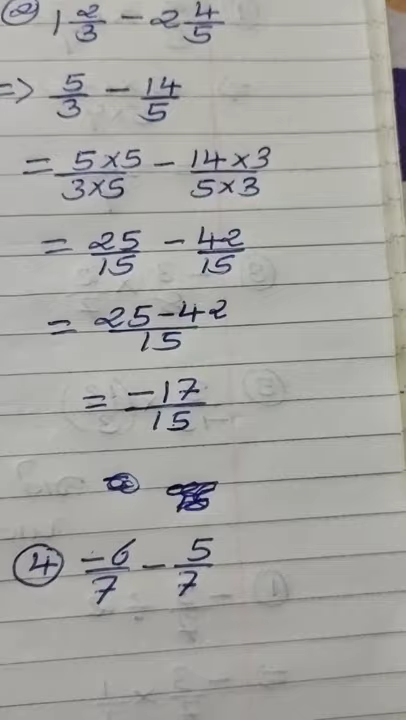 ② 1 2/3 - 2 4/5
=> 5/3 - 14/5
= 5×5/3×5 - 14×3/5×3
= 25/15 - 42/15
= 25-42/15
= -17/15
④ -6/7 - 5/7